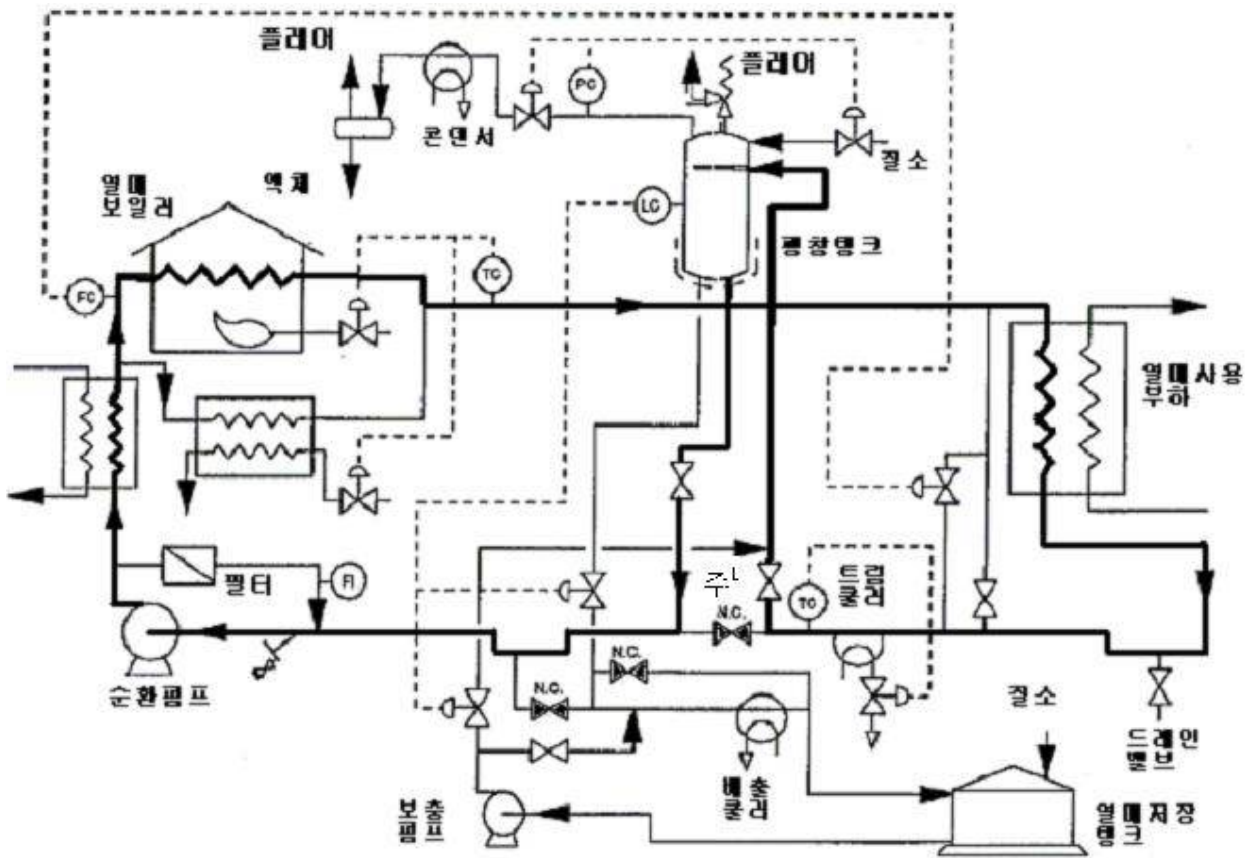 플레어
플레어
PC
콘덴서
질소
열매
보일러
액체
LC
팽창탱크
TC
FC
열매사용
부하
필터
FI
주1
트림
쿨러
TC
N.C.
N.C.
N.C.
순환펌프
질소
드레인
밸브
배출
쿨러
보충
펌프
열매저장
탱크